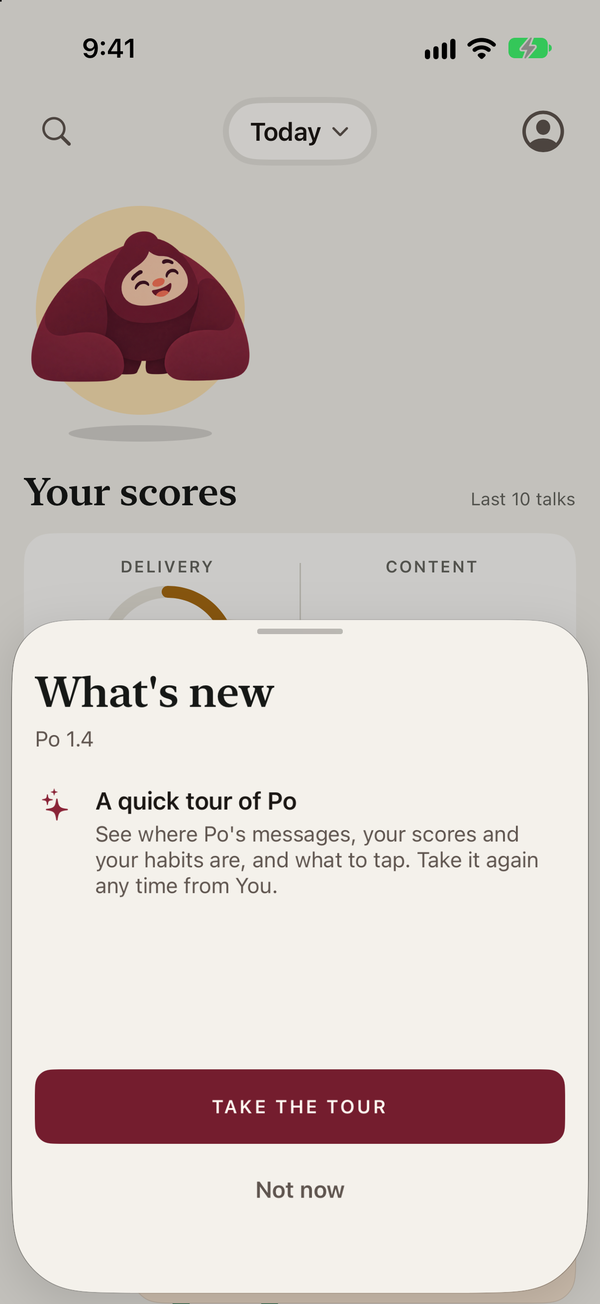 9:41
Today
Your scores
Last 10 talks
DELIVERY
CONTENT
What's new
Po 1.4
A quick tour of Po
See where Po's messages, your scores and
your habits are, and what to tap. Take it again
any time from You.
TAKE THE TOUR
Not now